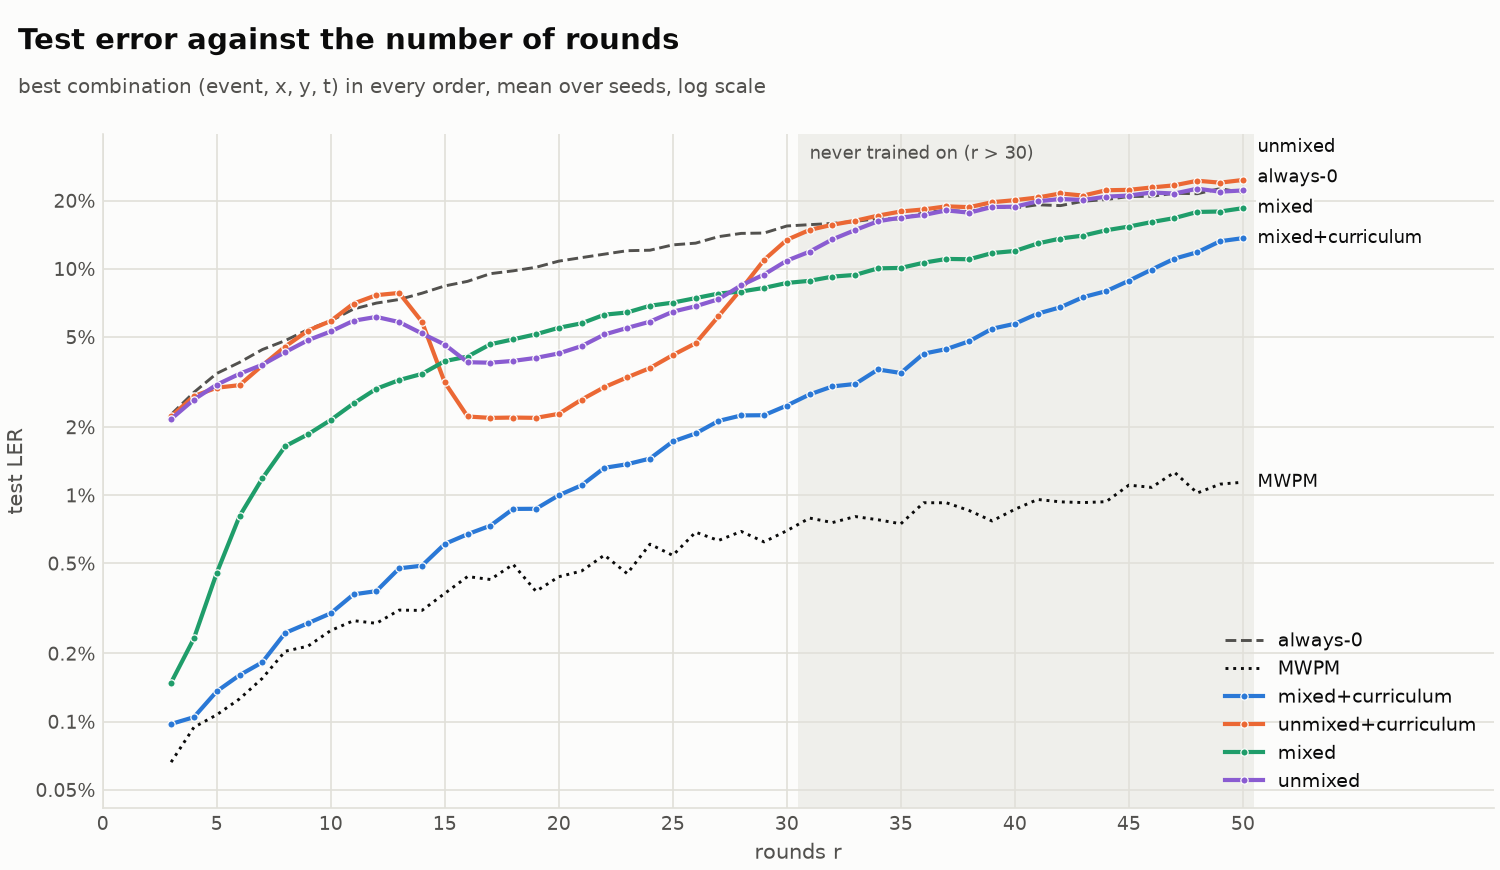 Test error against the number of rounds
best combination (event, x, y, t) in every order, mean over seeds, log scale
never trained on (r > 30)
unmixed
always-0
mixed
mixed+curriculum
MWPM
test LER
20%
10%
5%
2%
1%
0.5%
0.2%
0.1%
0.05%
always-0
MWPM
mixed+curriculum
unmixed+curriculum
mixed
unmixed
0 5 10 15 20 25 30 35 40 45 50
rounds r